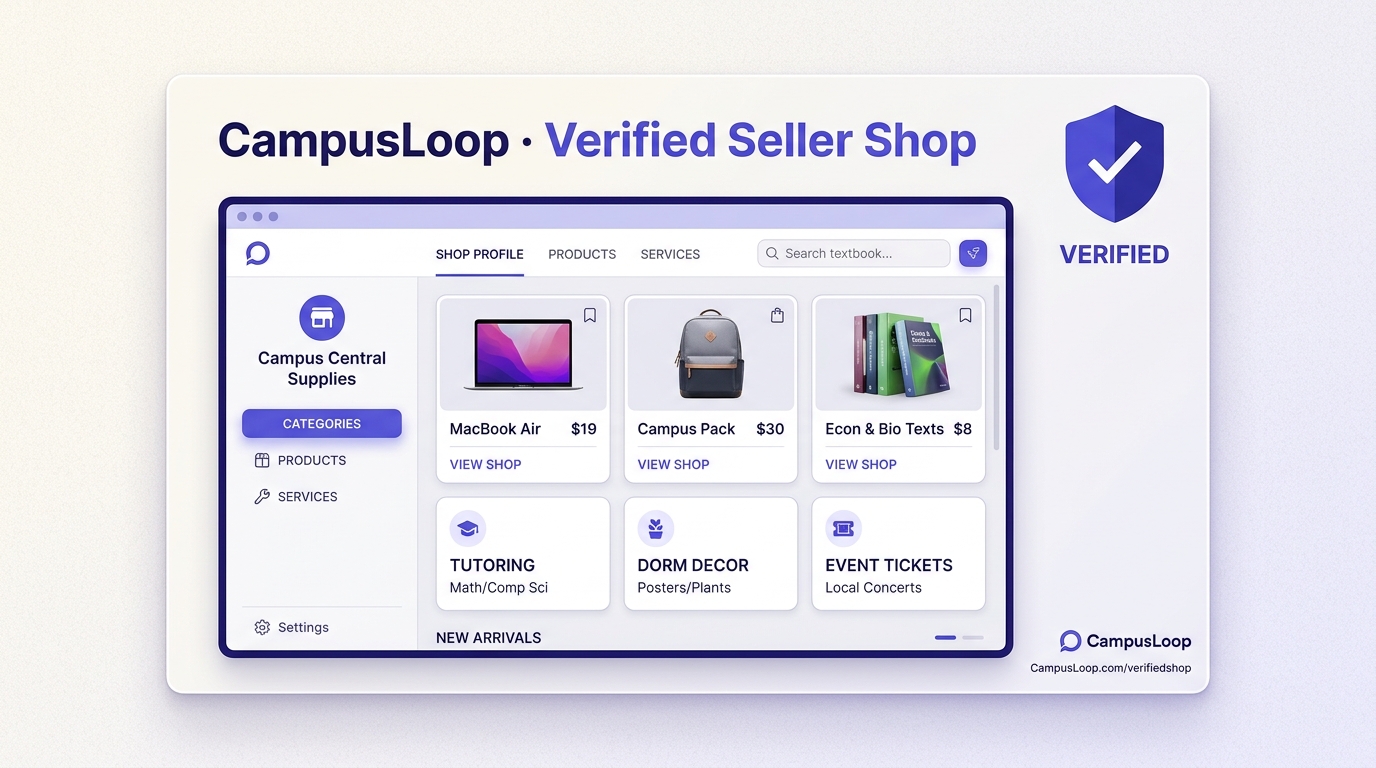 CampusLoop · Verified Seller Shop
VERIFIED
SHOP PROFILE
PRODUCTS
SERVICES
Search textbook...
Campus Central
Supplies
CATEGORIES
PRODUCTS
SERVICES
Settings
MacBook Air $19
VIEW SHOP
Campus Pack $30
VIEW SHOP
Econ & Bio Texts $8
VIEW SHOP
TUTORING
Math/Comp Sci
DORM DECOR
Posters/Plants
EVENT TICKETS
Local Concerts
NEW ARRIVALS
CampusLoop
CampusLoop.com/verifiedshop